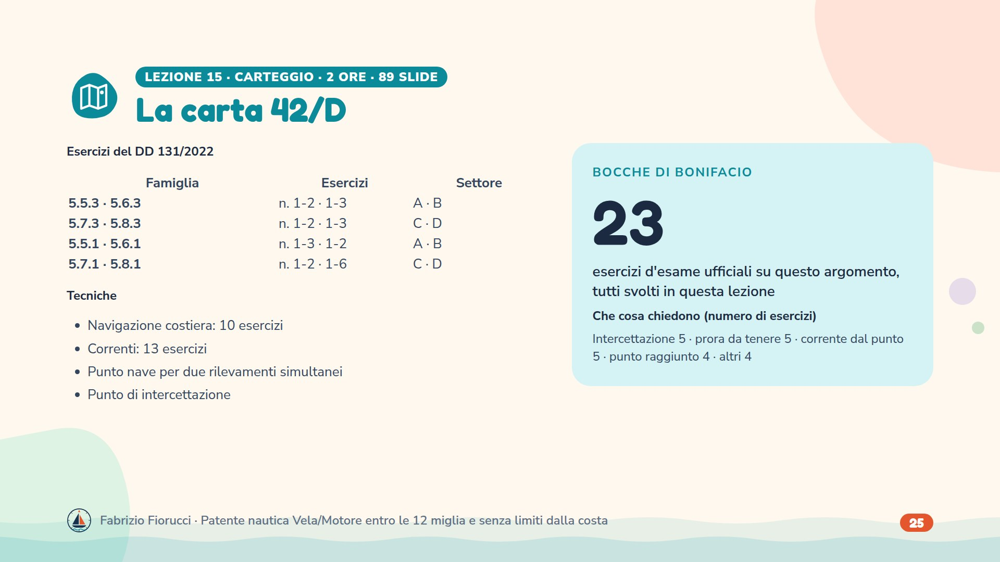 LEZIONE 15 · CARTEGGIO · 2 ORE · 89 SLIDE
La carta 42/D
Esercizi del DD 131/2022
Famiglia Esercizi Settore
5.5.3 · 5.6.3 n. 1-2 · 1-3 A · B
5.7.3 · 5.8.3 n. 1-2 · 1-3 C · D
5.5.1 · 5.6.1 n. 1-3 · 1-2 A · B
5.7.1 · 5.8.1 n. 1-2 · 1-6 C · D
Tecniche
• Navigazione costiera: 10 esercizi
• Correnti: 13 esercizi
• Punto nave per due rilevamenti simultanei
• Punto di intercettazione
BOCCHE DI BONIFACIO
23
esercizi d'esame ufficiali su questo argomento,
tutti svolti in questa lezione
Che cosa chiedono (numero di esercizi)
Intercettazione 5 · prora da tenere 5 · corrente dal punto
5 · punto raggiunto 4 · altri 4
Fabrizio Fiorucci · Patente nautica Vela/Motore entro le 12 miglia e senza limiti dalla costa
25